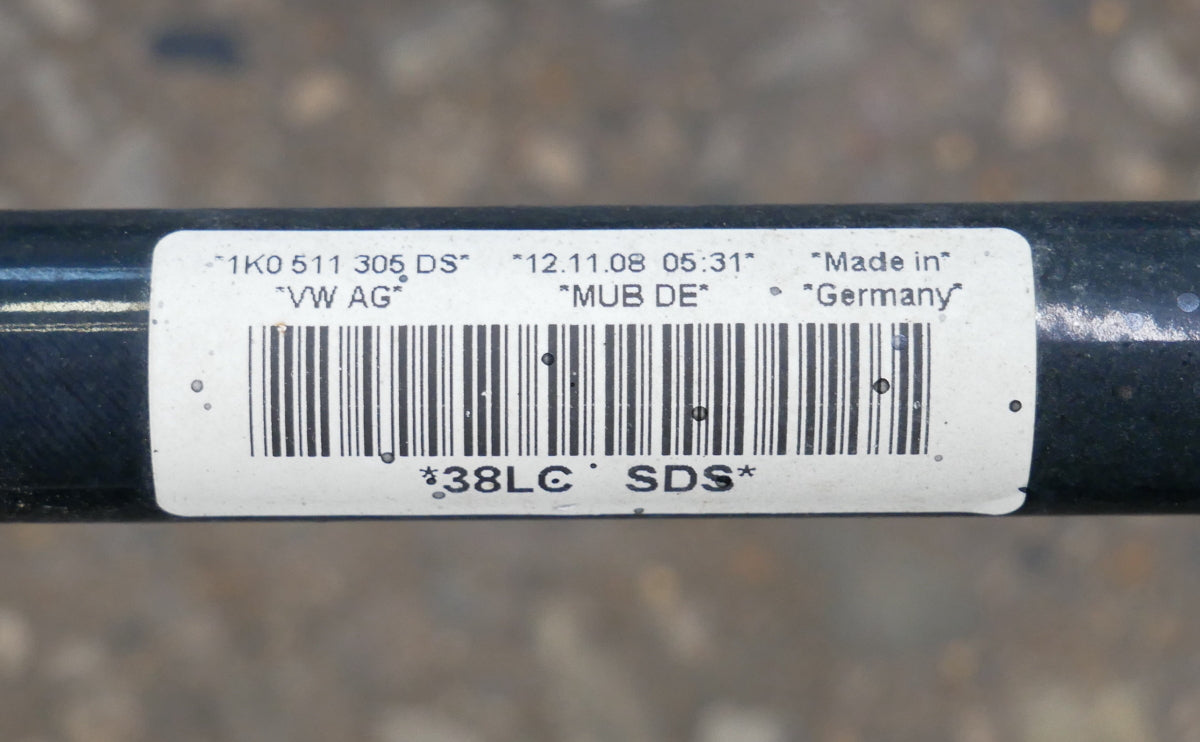 *1K0 511 305 DS* *12.11.08 05:31* *Made in*
*VW AG* *MUB DE* *Germany*
*38LC SDS*